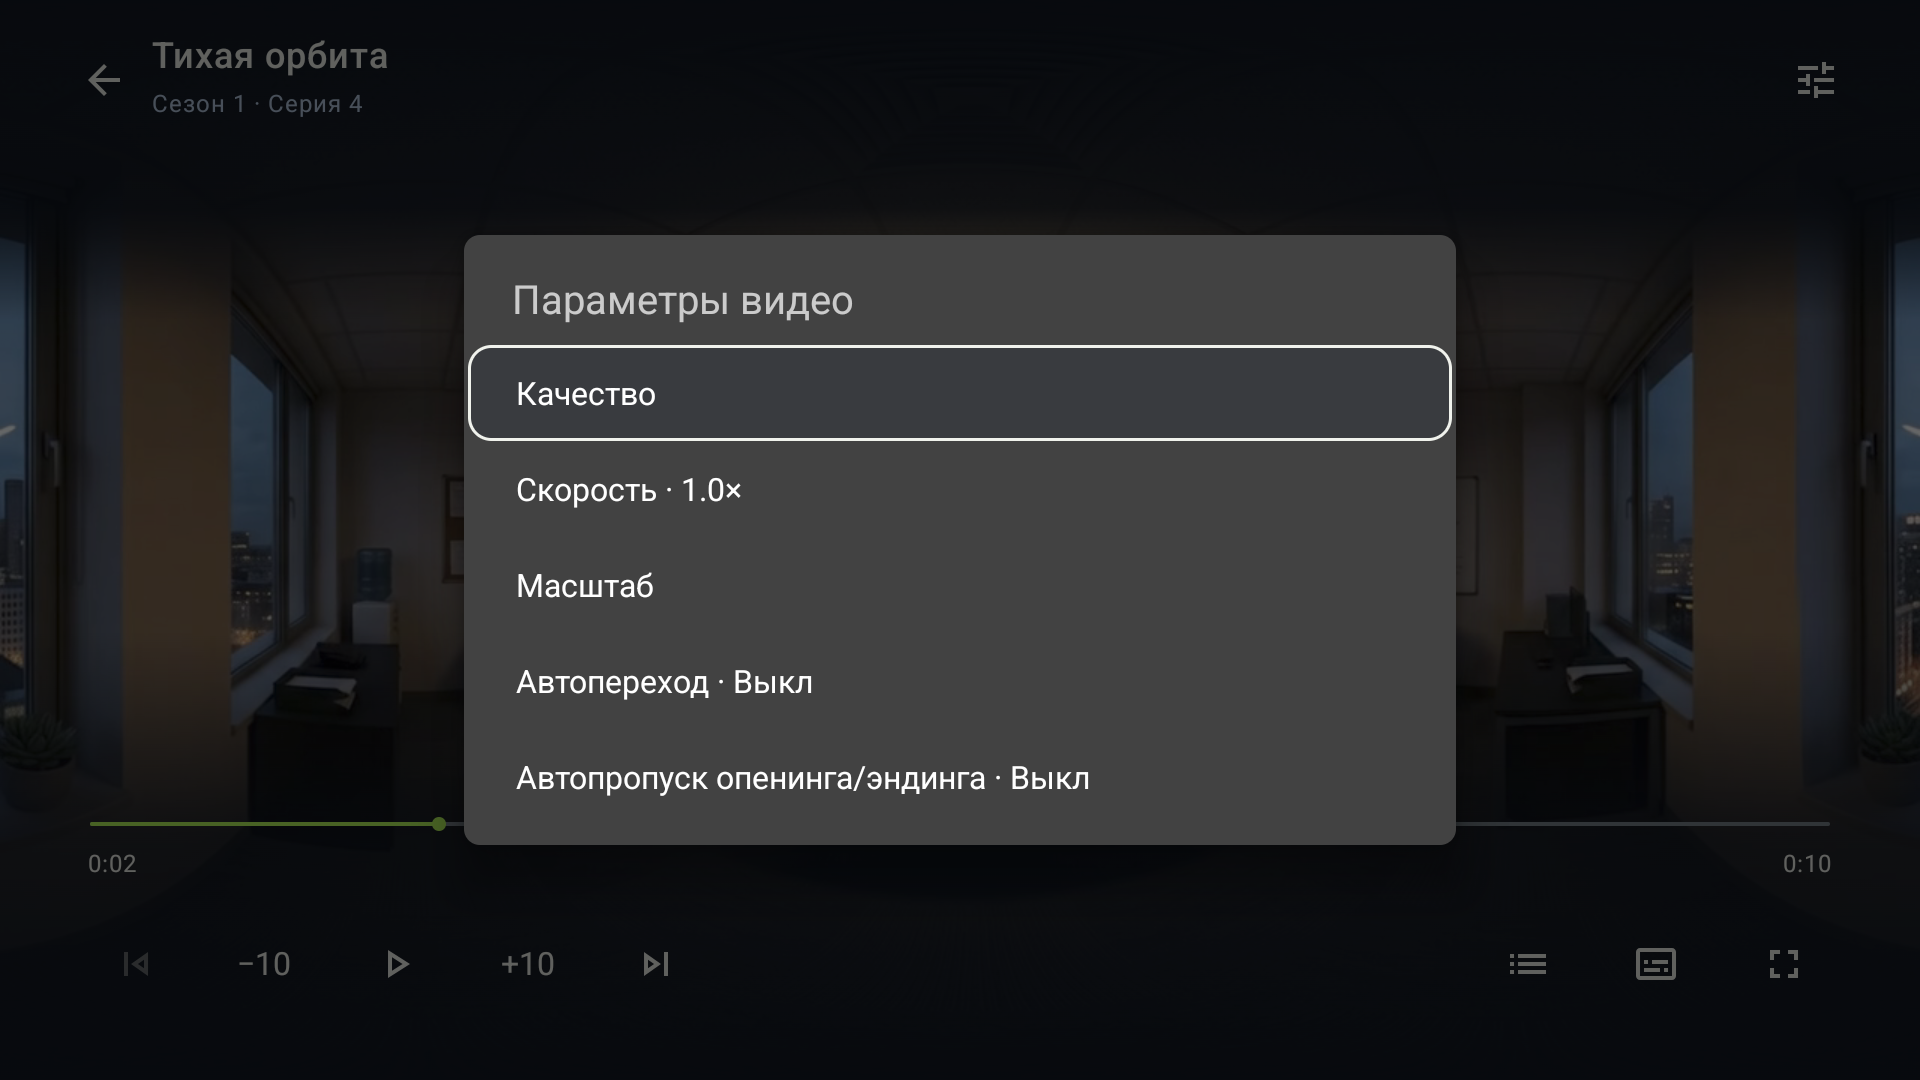 Тихая орбита
Сезон 1 · Серия 4
Параметры видео
Качество
Скорость · 1.0×
Масштаб
Автопереход · Выкл
Автопропуск опенинга/эндинга · Выкл
0:02
0:10
−10
+10